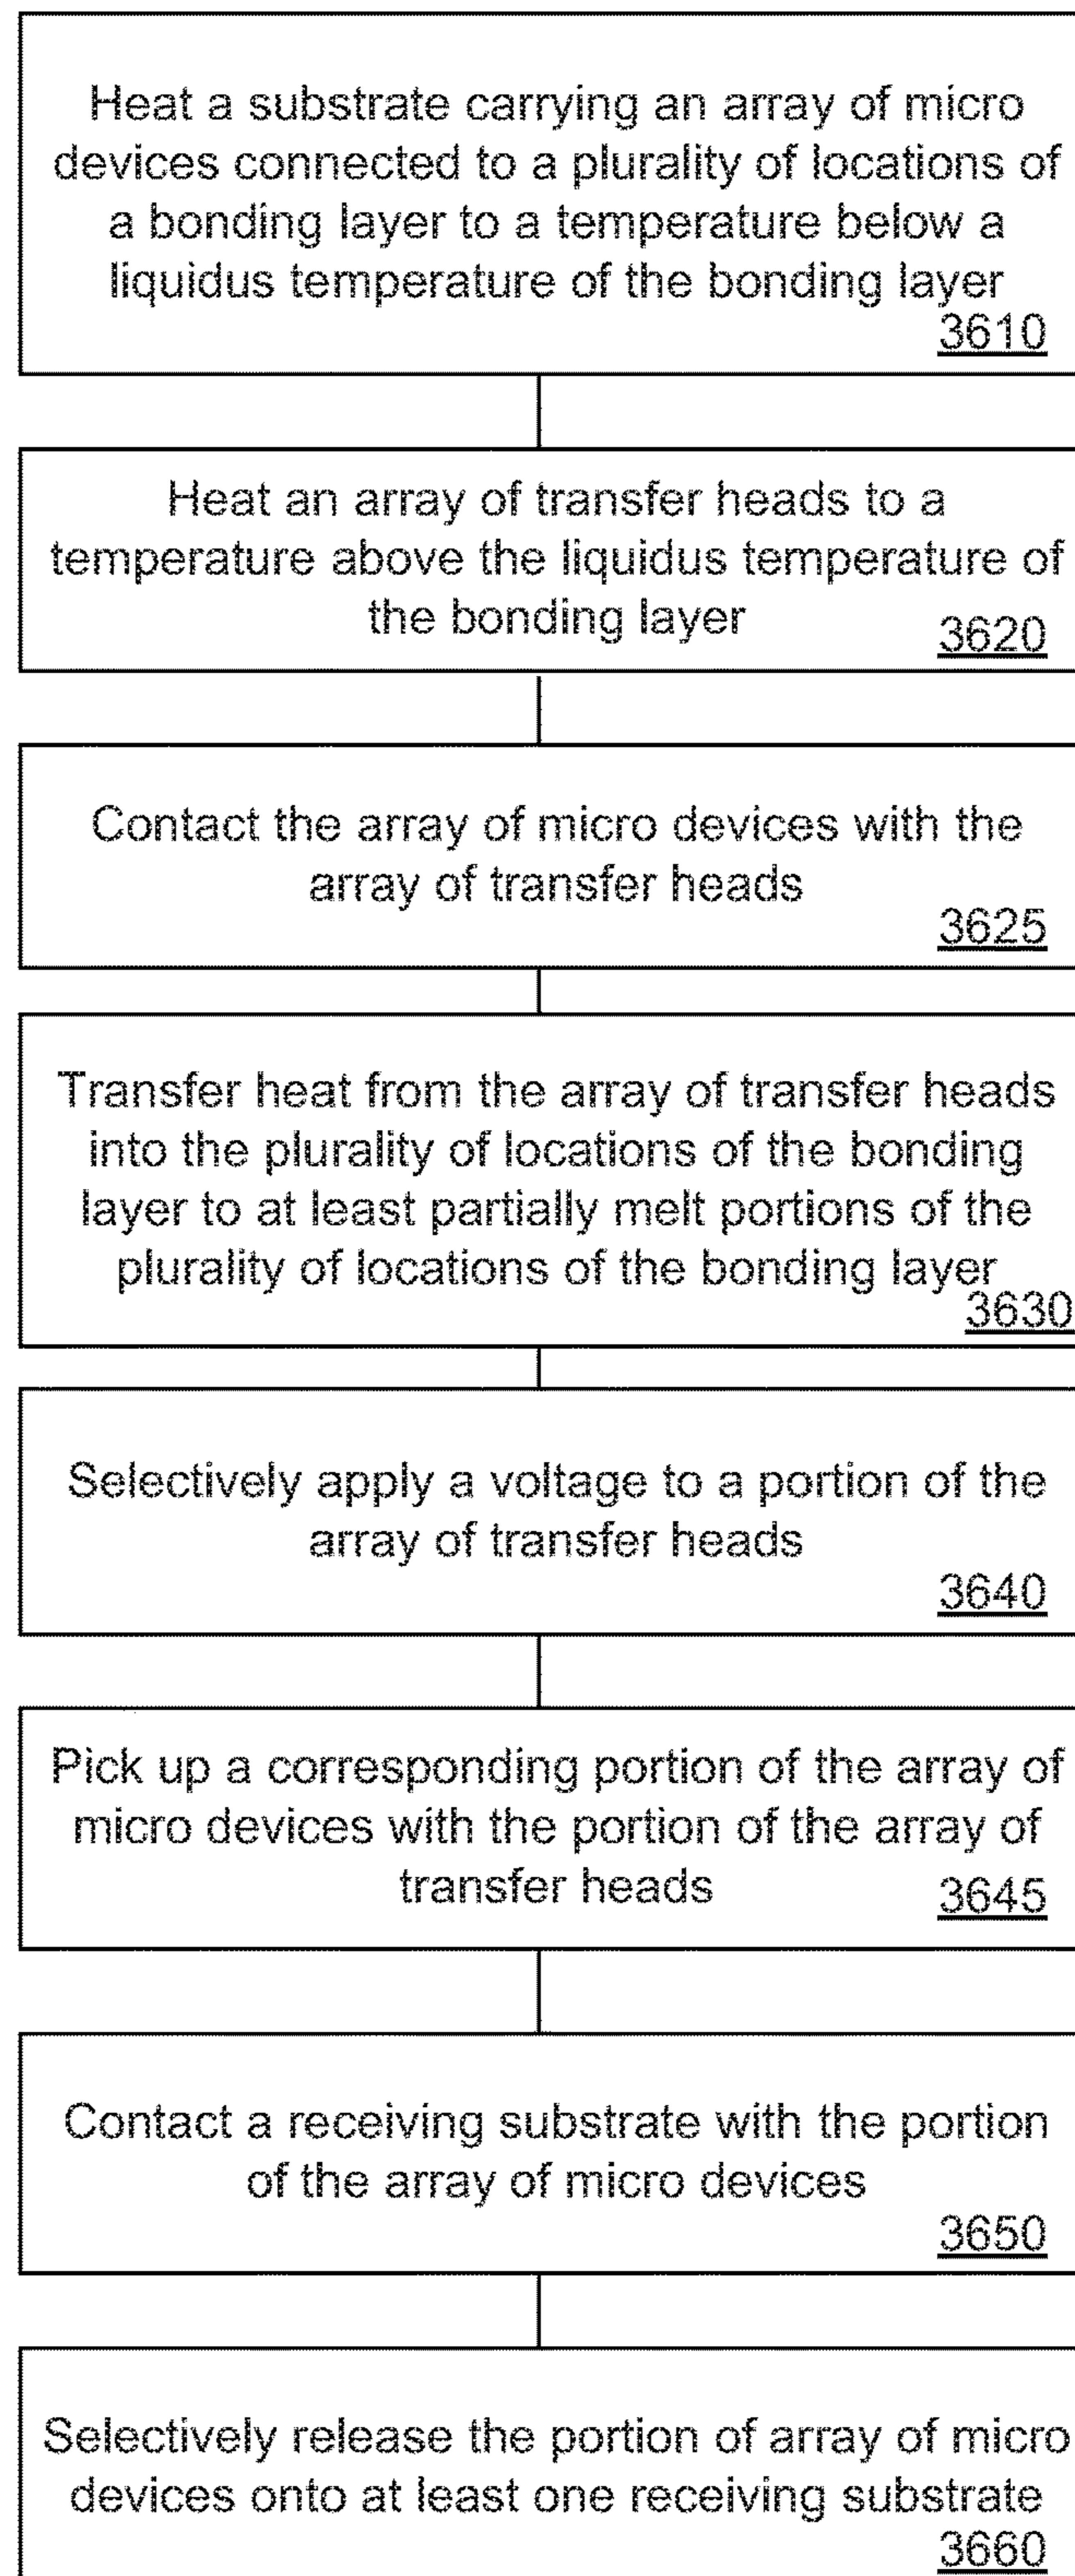 Heat a substrate carrying an array of micro
devices connected to a plurality of locations of
a bonding layer to a temperature below a
liquidus temperature of the bonding layer
3610
Heat an array of transfer heads to a
temperature above the liquidus temperature of
the bonding layer
3620
Contact the array of micro devices with the
array of transfer heads
3625
Transfer heat from the array of transfer heads
into the plurality of locations of the bonding
layer to at least partially melt portions of the
plurality of locations of the bonding layer
3630
Selectively apply a voltage to a portion of the
array of transfer heads
3640
Pick up a corresponding portion of the array of
micro devices with the portion of the array of
transfer heads
3645
Contact a receiving substrate with the portion
of the array of micro devices
3650
Selectively release the portion of array of micro
devices onto at least one receiving substrate
3660